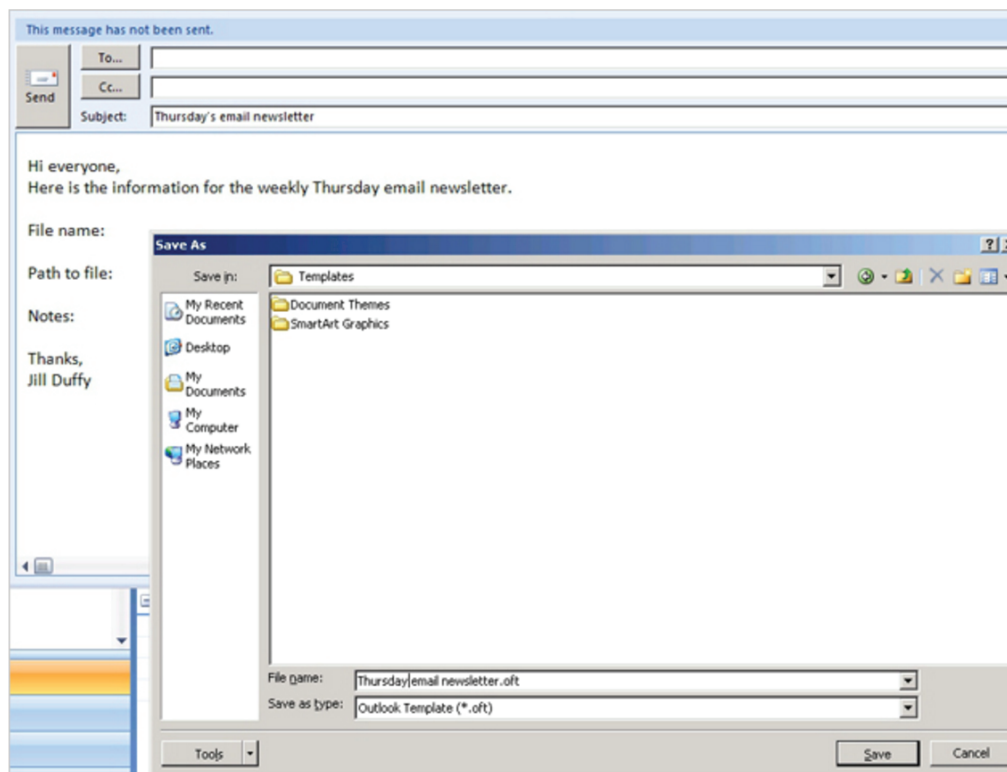 This message has not been sent.
To...
Send
Cc...
Subject: Thursday's email newsletter
Hi everyone,
Here is the information for the weekly Thursday email newsletter.
File name:
Path to file:
Notes:
Thanks,
Jill Duffy
Save As
?
Save in: Templates
My Recent
Documents
Desktop
My
Documents
My
Computer
My Network
Places
Document Themes
SmartArt Graphics
File name: Thursday email newsletter.oft
Save as type: Outlook Template (*.oft)
Tools
Save
Cancel